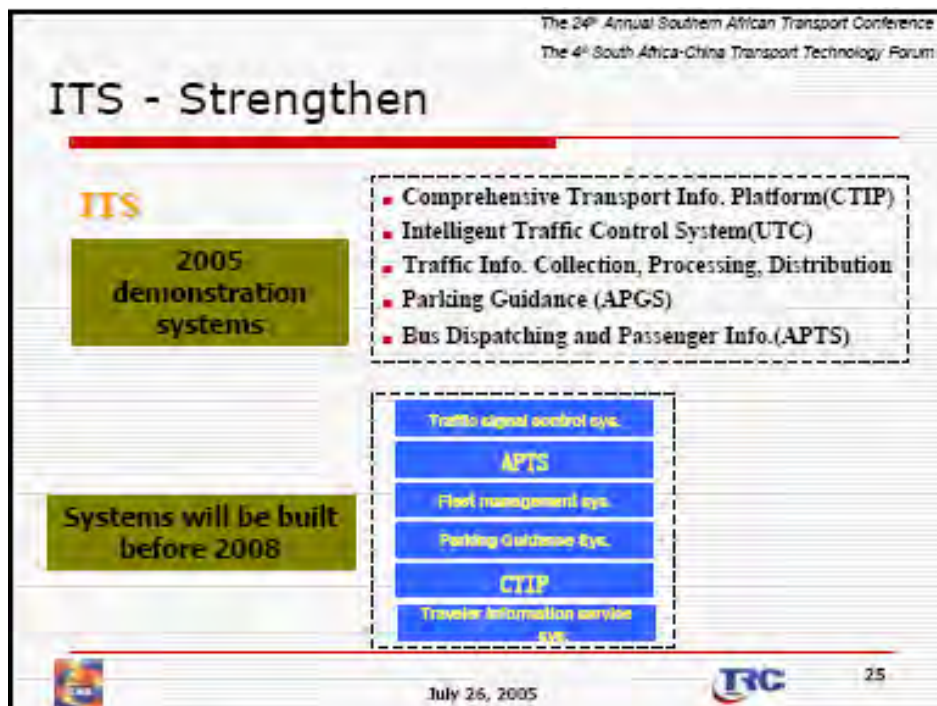 The 24th Annual Southern African Transport Conference
The 4th South Africa-China Transport Technology Forum
ITS - Strengthen
ITS
2005
demonstration
systems
Comprehensive Transport Info. Platform(CTIP)
Intelligent Traffic Control System(UTC)
Traffic Info. Collection, Processing, Distribution
Parking Guidance (APGS)
Bus Dispatching and Passenger Info.(APTS)
Systems will be built
before 2008
Traffic signal control sys.
APTS
Fleet management sys.
Parking Guidance Sys.
CTIP
Traveler information service
sys.
July 26, 2005
TRC
25